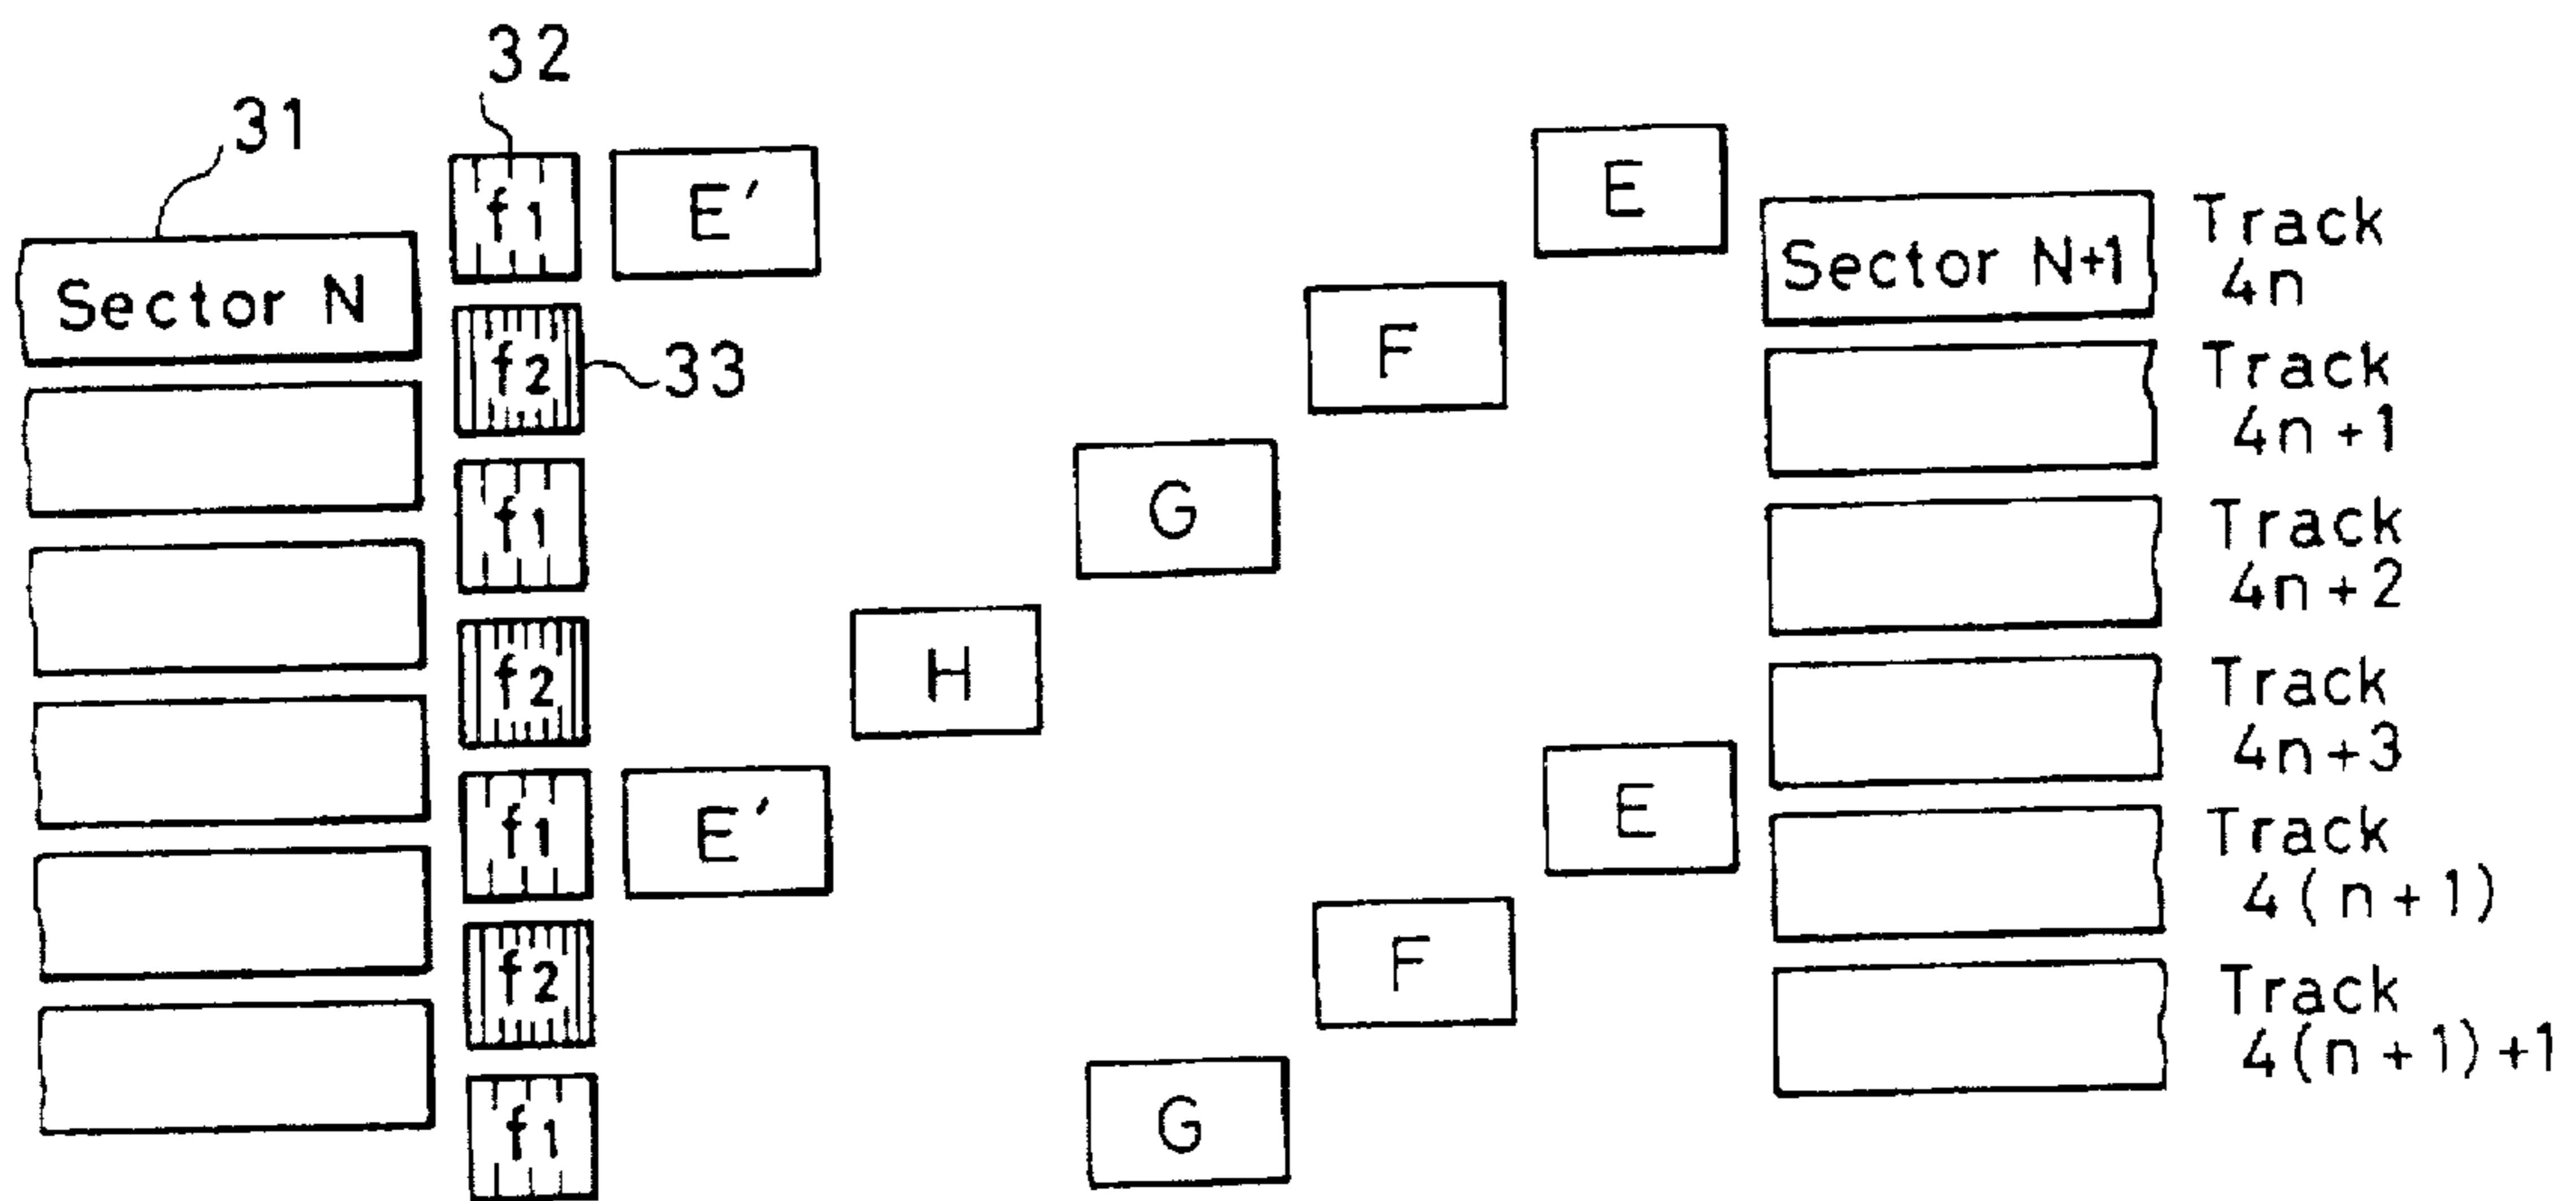 32
31
f1 E' E
Sector N Sector N+1 Track
4n
f2 33 F Track
4n+1
f1 G Track
4n+2
f2 H Track
4n+3
f1 E' E Track
4(n+1)
f2 F Track
4(n+1)+1
f1 G